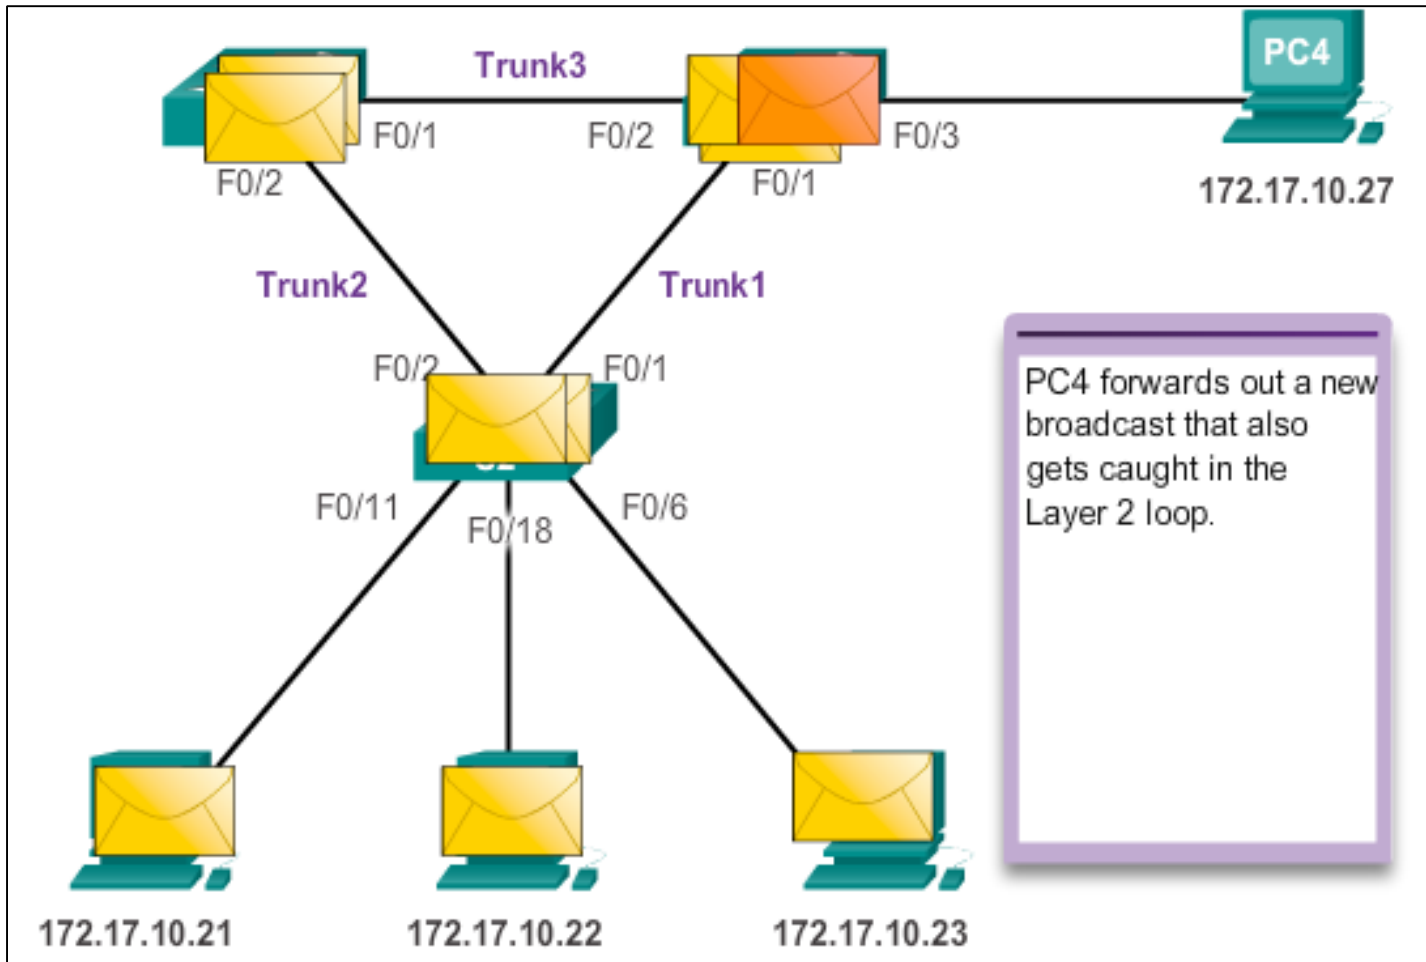 PC4
Trunk3
F0/1
F0/2
F0/3
F0/2
F0/1
172.17.10.27
Trunk2
Trunk1
F0/2
F0/1
PC4 forwards out a new
broadcast that also
gets caught in the
Layer 2 loop.
F0/11
F0/18
F0/6
172.17.10.21
172.17.10.22
172.17.10.23